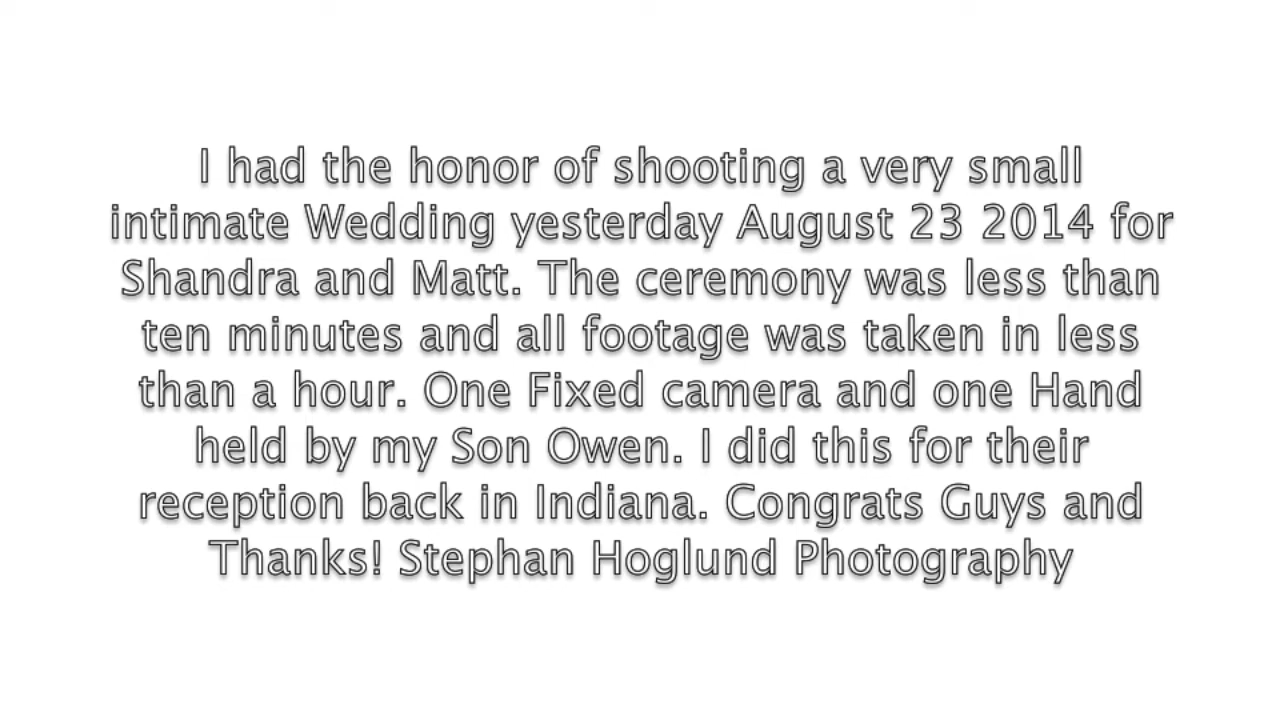 I had the honor of shooting a very small
intimate Wedding yesterday August 23 2014 for
Shandra and Matt. The ceremony was less than
ten minutes and all footage was taken in less
than a hour. One Fixed camera and one Hand
held by my Son Owen. I did this for their
reception back in Indiana. Congrats Guys and
Thanks! Stephan Hoglund Photography